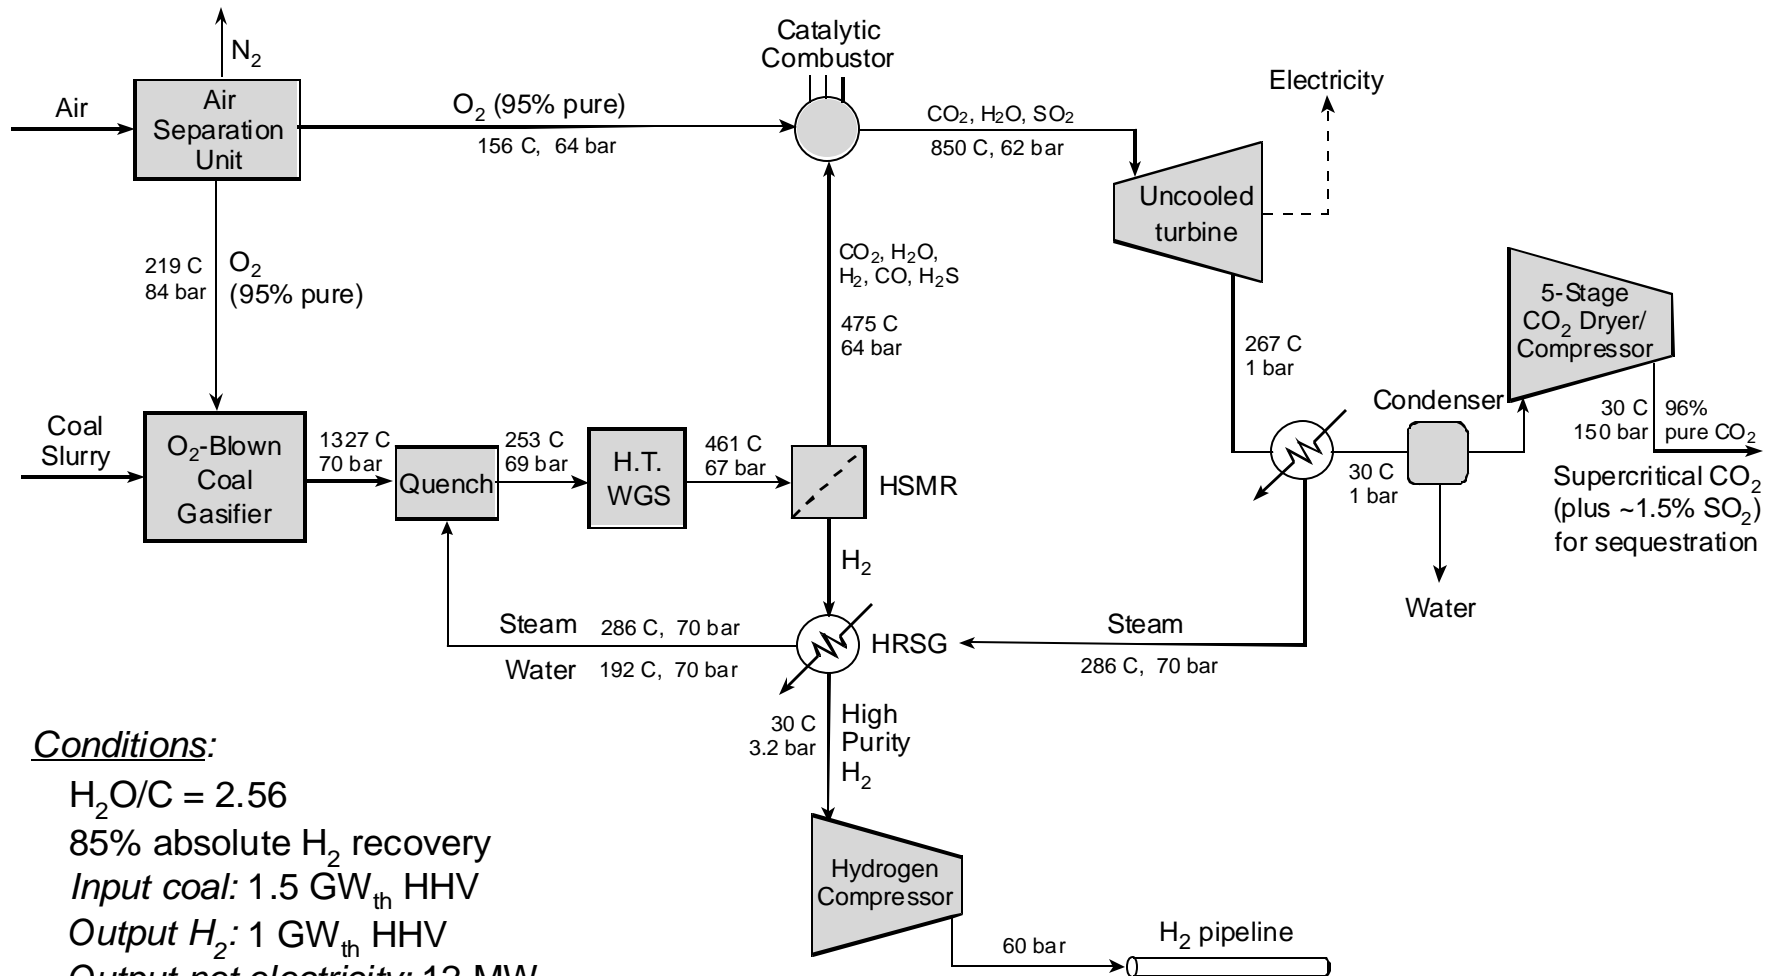 N2
Air
Air
Separation
Unit
O2 (95% pure)
156 C, 64 bar
Catalytic
Combustor
CO2, H2O, SO2
850 C, 62 bar
Electricity
Uncooled
turbine
219 C
84 bar
O2
(95% pure)
CO2, H2O,
H2, CO, H2S
475 C
64 bar
267 C
1 bar
5-Stage
CO2 Dryer/
Compressor
Coal
Slurry
O2-Blown
Coal
Gasifier
1327 C
70 bar
Quench
253 C
69 bar
H.T.
WGS
461 C
67 bar
HSMR
30 C
1 bar
Condenser
Water
30 C
150 bar
96%
pure CO2
Supercritical CO2
(plus ~1.5% SO2)
for sequestration
H2
Steam 286 C, 70 bar
Water 192 C, 70 bar
HRSG
Steam
286 C, 70 bar
30 C
3.2 bar
High
Purity
H2
Hydrogen
Compressor
60 bar
H2 pipeline
Conditions:
H2O/C = 2.56
85% absolute H2 recovery
Input coal: 1.5 GWth HHV
Output H2: 1 GWth HHV
Output net electricity: 12 MW